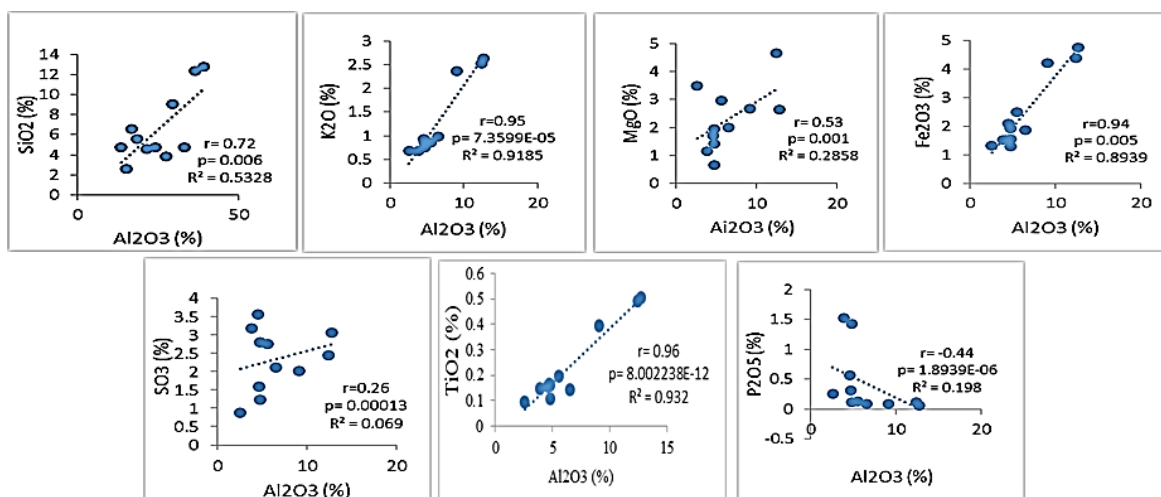 SiO2 (%)
14
12
10
8
6
4
2
0
0
50
r= 0.72
p= 0.006
R² = 0.5328
Al2O3 (%)
K2O (%)
3
2.5
2
1.5
1
0.5
0
0
10
20
r=0.95
p= 7.3599E-05
R² = 0.9185
Al2O3 (%)
MgO (%)
5
4
3
2
1
0
0
10
20
r= 0.53
p= 0.001
R² = 0.2858
Ai2O3 (%)
Fe2O3 (%)
5
4
3
2
1
0
0
10
20
r=0.94
p= 0.005
R² = 0.8939
Al2O3 (%)
SO3 (%)
4
3.5
3
2.5
2
1.5
1
0.5
0
0
10
20
r=0.26
p= 0.00013
R² = 0.069
Al2O3 (%)
TiO2 (%)
0.6
0.5
0.4
0.3
0.2
0.1
0
0
5
10
15
r= 0.96
p= 8.002238E-12
R² = 0.932
Al2O3 (%)
P2O5 (%)
2
1.5
1
0.5
0
-0.5
0
10
20
r= -0.44
p= 1.8939E-06
R² = 0.198
Al2O3 (%)